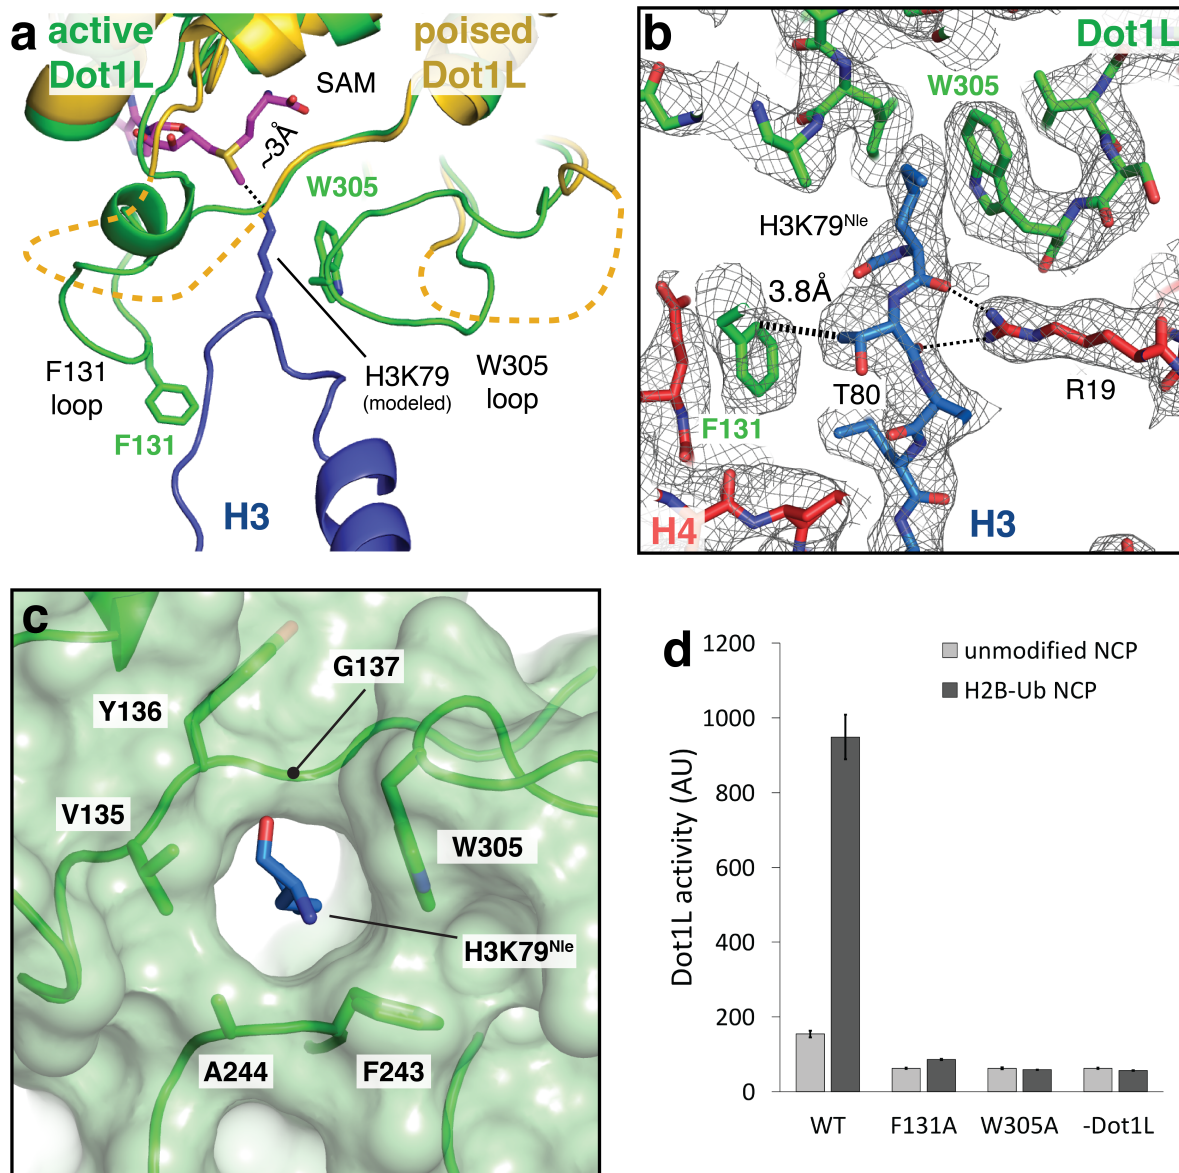 a
active
Dot1L
poised
Dot1L
SAM
~3Å
W305
F131
loop
F131
H3K79
(modeled)
W305
loop
H3
b
Dot1L
W305
H3K79Nle
3.8Å
T80
R19
F131
H4
H3
c
G137
Y136
V135
W305
H3K79Nle
A244
F243
d
1200
1000
800
600
400
200
0
Dot1L activity (AU)
unmodified NCP
H2B-Ub NCP
WT
F131A
W305A
-Dot1L